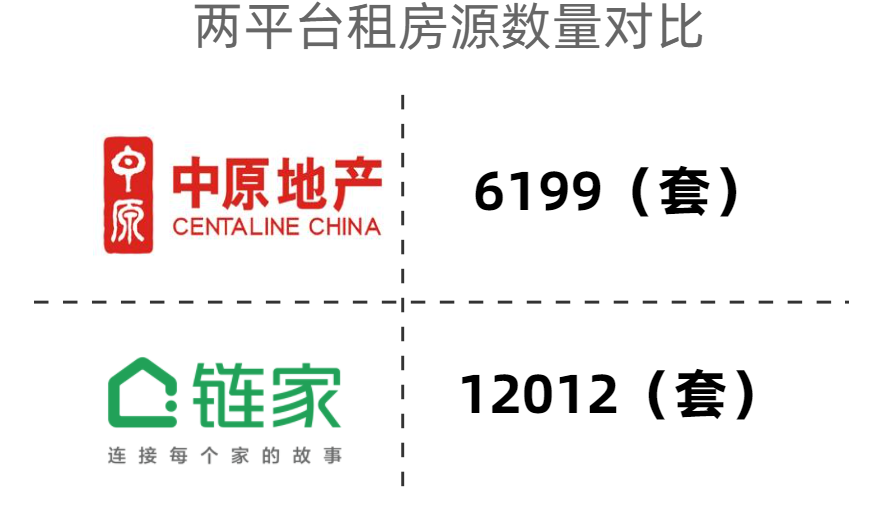 两平台租房源数量对比
中原
中原地产
CENTALINE CHINA
6199（套）
链家
连接每个家的故事
12012（套）